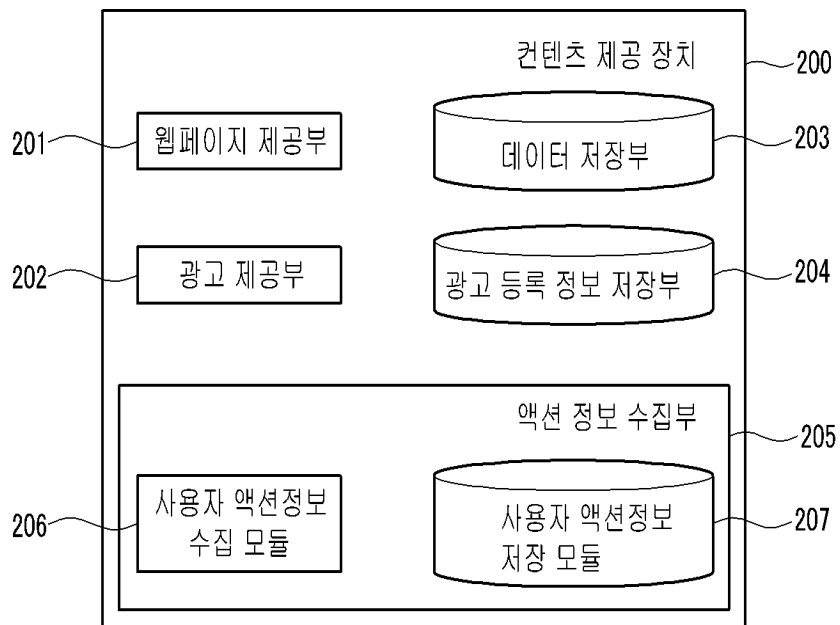 컨텐츠 제공 장치
200
201
웹페이지 제공부
데이터 저장부
203
202
광고 제공부
광고 등록 정보 저장부
204
액션 정보 수집부
205
206
사용자 액션정보
수집 모듈
사용자 액션정보
저장 모듈
207